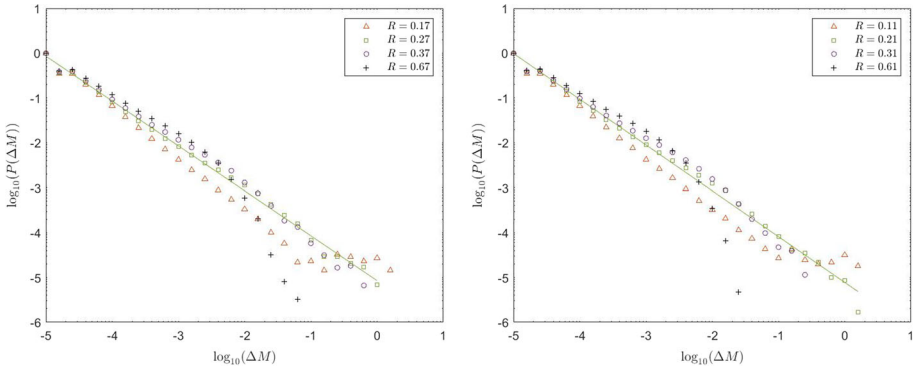 1
0
-1
-2
-3
-4
-5
-6
-5
-4
-3
-2
-1
0
1
log₁₀(P(ΔM))
log₁₀(ΔM)
R = 0.17
R = 0.27
R = 0.37
R = 0.67
1
0
-1
-2
-3
-4
-5
-6
-5
-4
-3
-2
-1
0
1
log₁₀(P(ΔM))
log₁₀(ΔM)
R = 0.11
R = 0.21
R = 0.31
R = 0.61